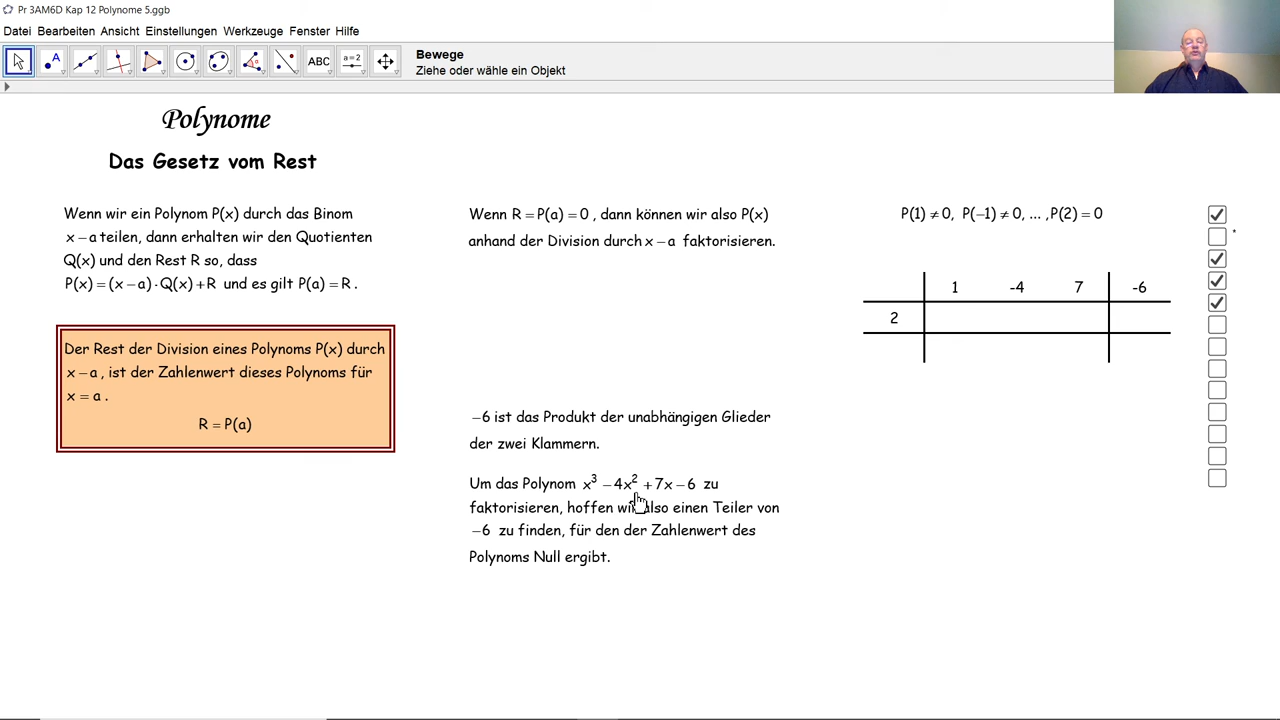 Pr 3AM6D Kap 12 Polynome 5.ggb
Datei Bearbeiten Ansicht Einstellungen Werkzeuge Fenster Hilfe
A
ABC
a=2
Bewege
Ziehe oder wähle ein Objekt
Polynome
Das Gesetz vom Rest
Wenn wir ein Polynom P(x) durch das Binom
x – a teilen, dann erhalten wir den Quotienten
Q(x) und den Rest R so, dass
P(x) = (x – a) · Q(x) + R und es gilt P(a) = R .
Der Rest der Division eines Polynoms P(x) durch
x – a , ist der Zahlenwert dieses Polynoms für
x = a .
R = P(a)
Wenn R = P(a) = 0 , dann können wir also P(x)
anhand der Division durch x – a faktorisieren.
–6 ist das Produkt der unabhängigen Glieder
der zwei Klammern.
Um das Polynom x³ – 4x² + 7x – 6 zu
faktorisieren, hoffen wir also einen Teiler von
–6 zu finden, für den der Zahlenwert des
Polynoms Null ergibt.
P(1) ≠ 0, P(–1) ≠ 0, ... , P(2) = 0
1 -4 7 -6
2